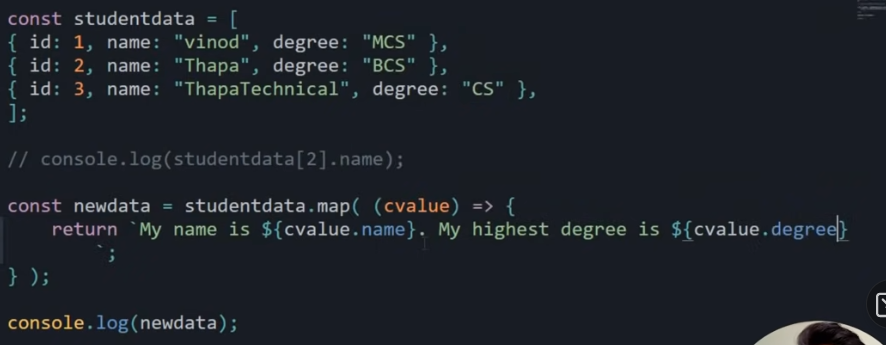 const studentdata = [
{ id: 1, name: "vinod", degree: "MCS" },
{ id: 2, name: "Thapa", degree: "BCS" },
{ id: 3, name: "ThapaTechnical", degree: "CS" },
];
// console.log(studentdata[2].name);
const newdata = studentdata.map( (cvalue) => {
return `My name is ${cvalue.name}. My highest degree is ${cvalue.degree}
`;
} );
console.log(newdata);